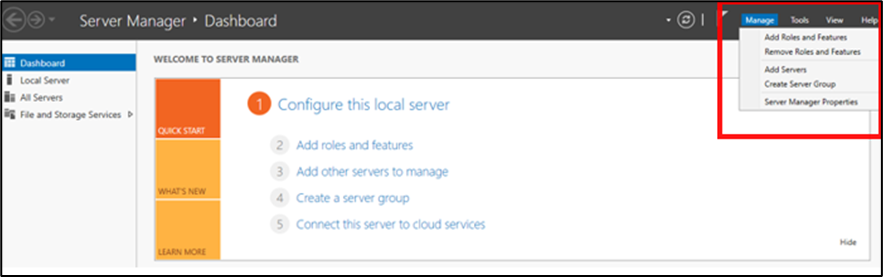 Server Manager ‣ Dashboard
Manage Tools View Help
Add Roles and Features
Remove Roles and Features
Add Servers
Create Server Group
Server Manager Properties
Dashboard
Local Server
All Servers
File and Storage Services
WELCOME TO SERVER MANAGER
QUICK START
WHAT'S NEW
LEARN MORE
1 Configure this local server
2 Add roles and features
3 Add other servers to manage
4 Create a server group
5 Connect this server to cloud services
Hide